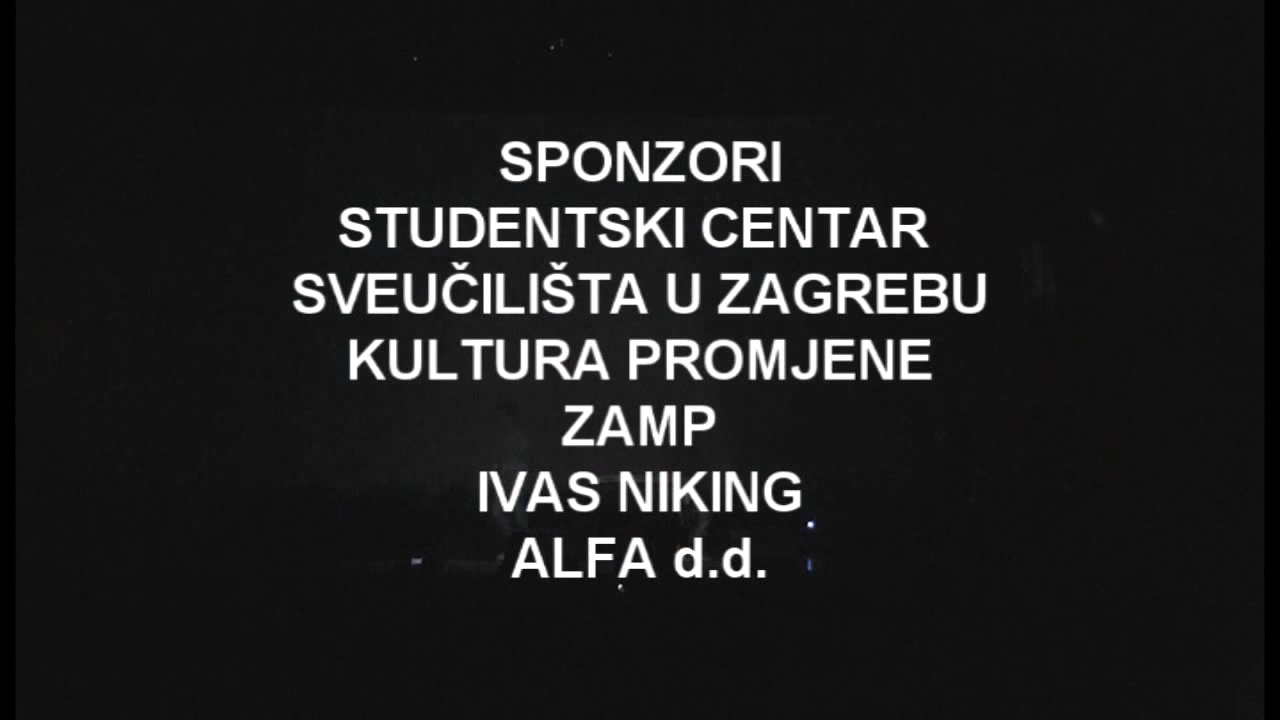 SPONZORI
STUDENTSKI CENTAR
SVEUČILIŠTA U ZAGREBU
KULTURA PROMJENE
ZAMP
IVAS NIKING
ALFA d.d.